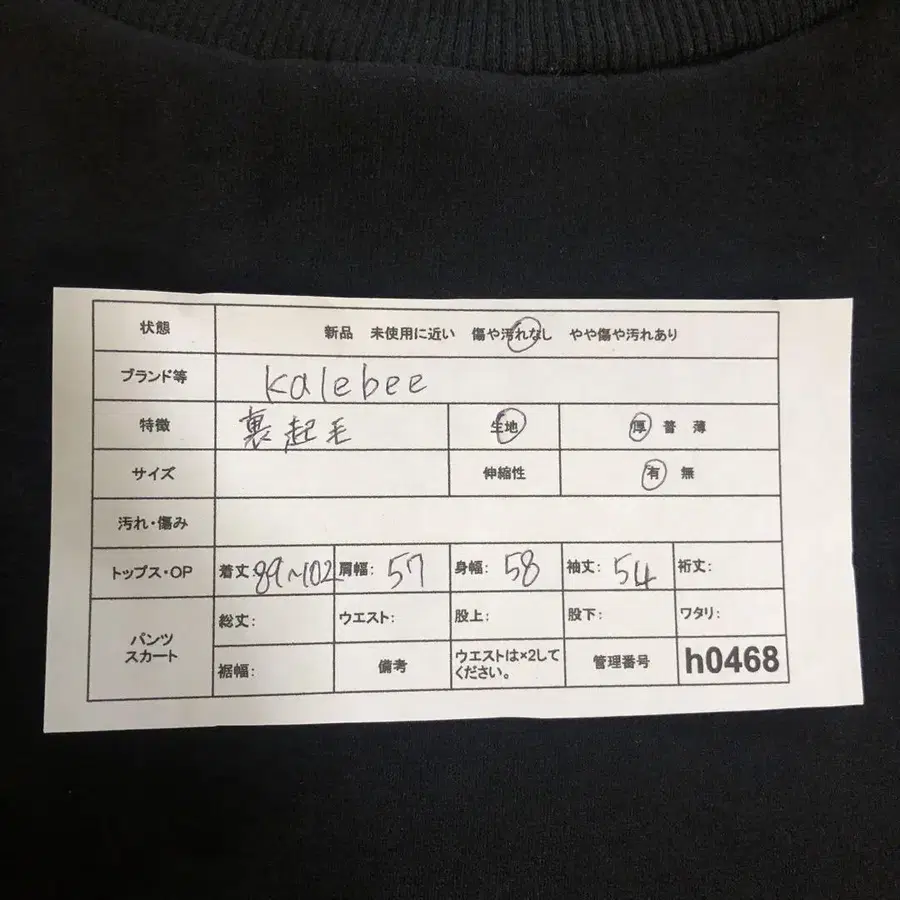 状態 新品 未使用に近い 傷や汚れなし やや傷や汚れあり
ブランド等 kalebee
特徴 裏起毛 生地 厚 普 薄
サイズ 伸縮性 有 無
汚れ・傷み
トップス・OP 着丈:89~102 肩幅: 57 身幅: 58 袖丈: 54 裄丈:
パンツ スカート
総丈: ウエスト: 股上: 股下: ワタリ:
裾幅: 備考 ウエストは×2して
ください。 管理番号 h0468